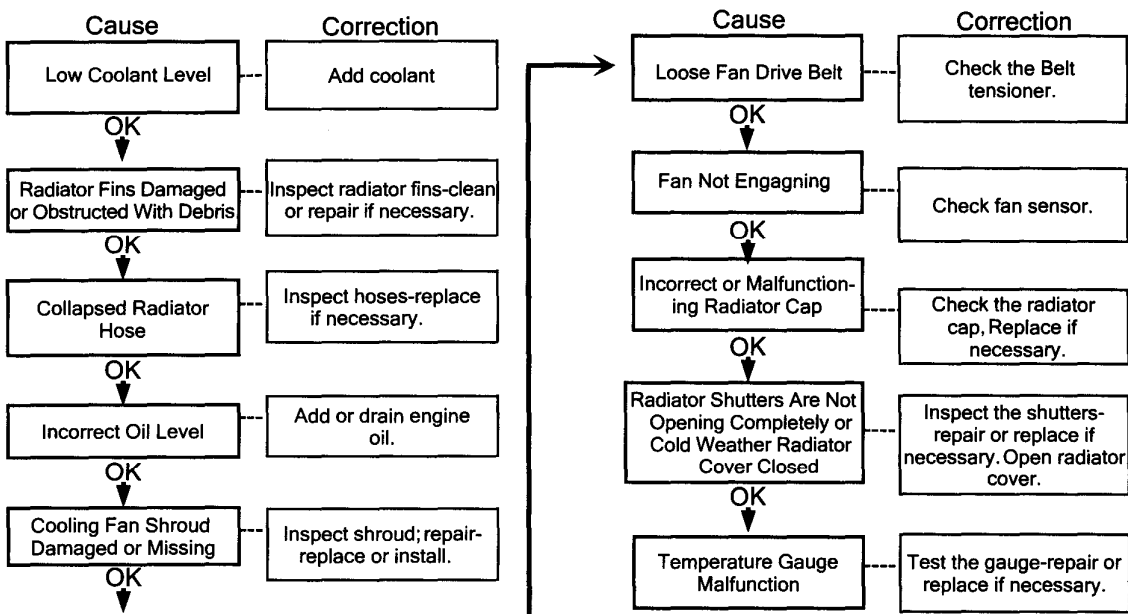 Cause
Correction
Low Coolant Level
Add coolant
OK
Radiator Fins Damaged
or Obstructed With Debris
Inspect radiator fins-clean
or repair if necessary.
OK
Collapsed Radiator
Hose
Inspect hoses-replace
if necessary.
OK
Incorrect Oil Level
Add or drain engine
oil.
OK
Cooling Fan Shroud
Damaged or Missing
Inspect shroud; repair-
replace or install.
OK
Cause
Correction
Loose Fan Drive Belt
Check the Belt
tensioner.
OK
Fan Not Engagning
Check fan sensor.
OK
Incorrect or Malfunction-
ing Radiator Cap
Check the radiator
cap, Replace if
necessary.
OK
Radiator Shutters Are Not
Opening Completely or
Cold Weather Radiator
Cover Closed
Inspect the shutters-
repair or replace if
necessary. Open radiator
cover.
OK
Temperature Gauge
Malfunction
Test the gauge-repair or
replace if necessary.